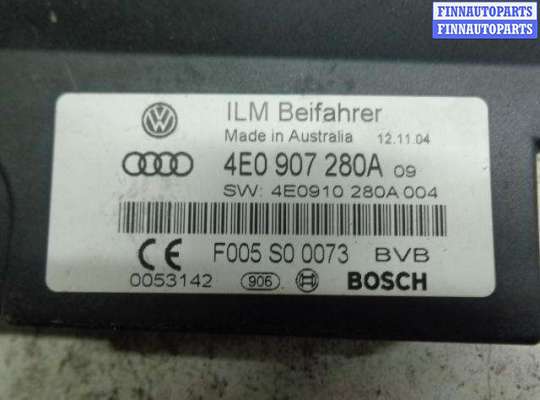 FINNAUTOPARTS
FINNAUTOPARTS
ILM Beifahrer
Made in Australia 12.11.04
4E0 907 280A 09
SW: 4E0910 280A 004
CE F005 S0 0073 BVB
0053142 906 BOSCH